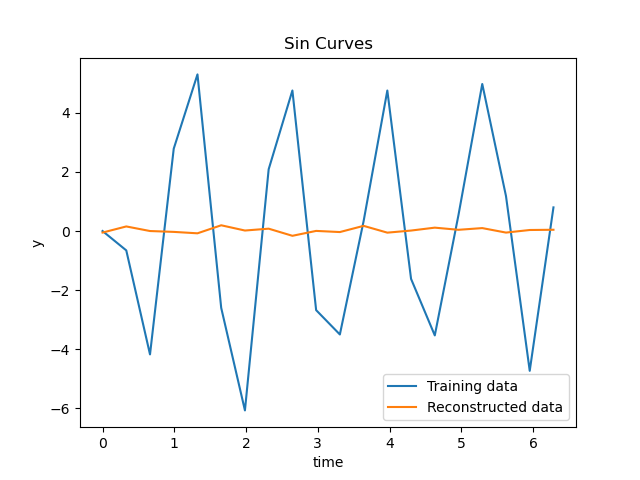 Sin Curves
y
4
2
0
−2
−4
−6
0 1 2 3 4 5 6
time
Training data
Reconstructed data